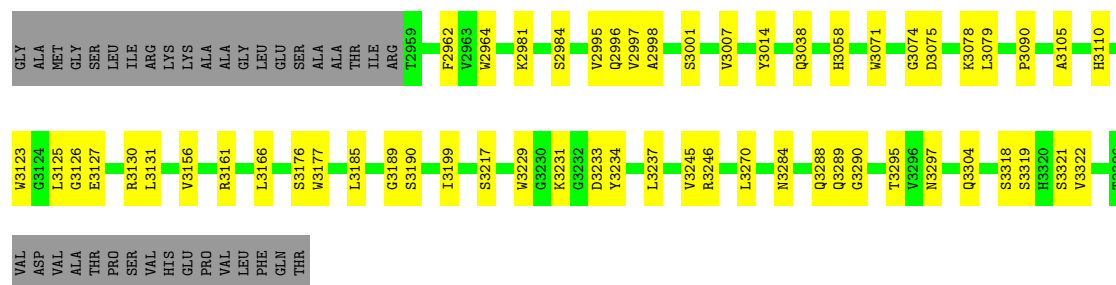 GLY ALA MET GLY SER LEU ILE ARG LYS LYS ALA ALA GLY LEU GLU SER ALA ALA THR ILE ARG T2959 F2962 V2963 W2964 K2981 S2984 V2995 Q2996 V2997 A2998 S3001 V3007 Y3014 Q3038 H3058 W3071 G3074 D3075 K3078 L3079 P3090 A3105 H3110
W3123 G3124 L3125 G3126 E3127 R3130 L3131 V3156 R3161 L3166 S3176 W3177 L3185 G3189 S3190 I3199 S3217 W3229 G3230 K3231 G3232 D3233 Y3234 L3237 V3245 R3246 L3270 N3284 Q3288 Q3289 G3290 T3295 V3296 N3297 Q3304 S3318 S3319 H3320 S3321 V3322
VAL ASP VAL ALA THR PRO SER VAL HIS GLU PRO VAL LEU PHE GLN THR